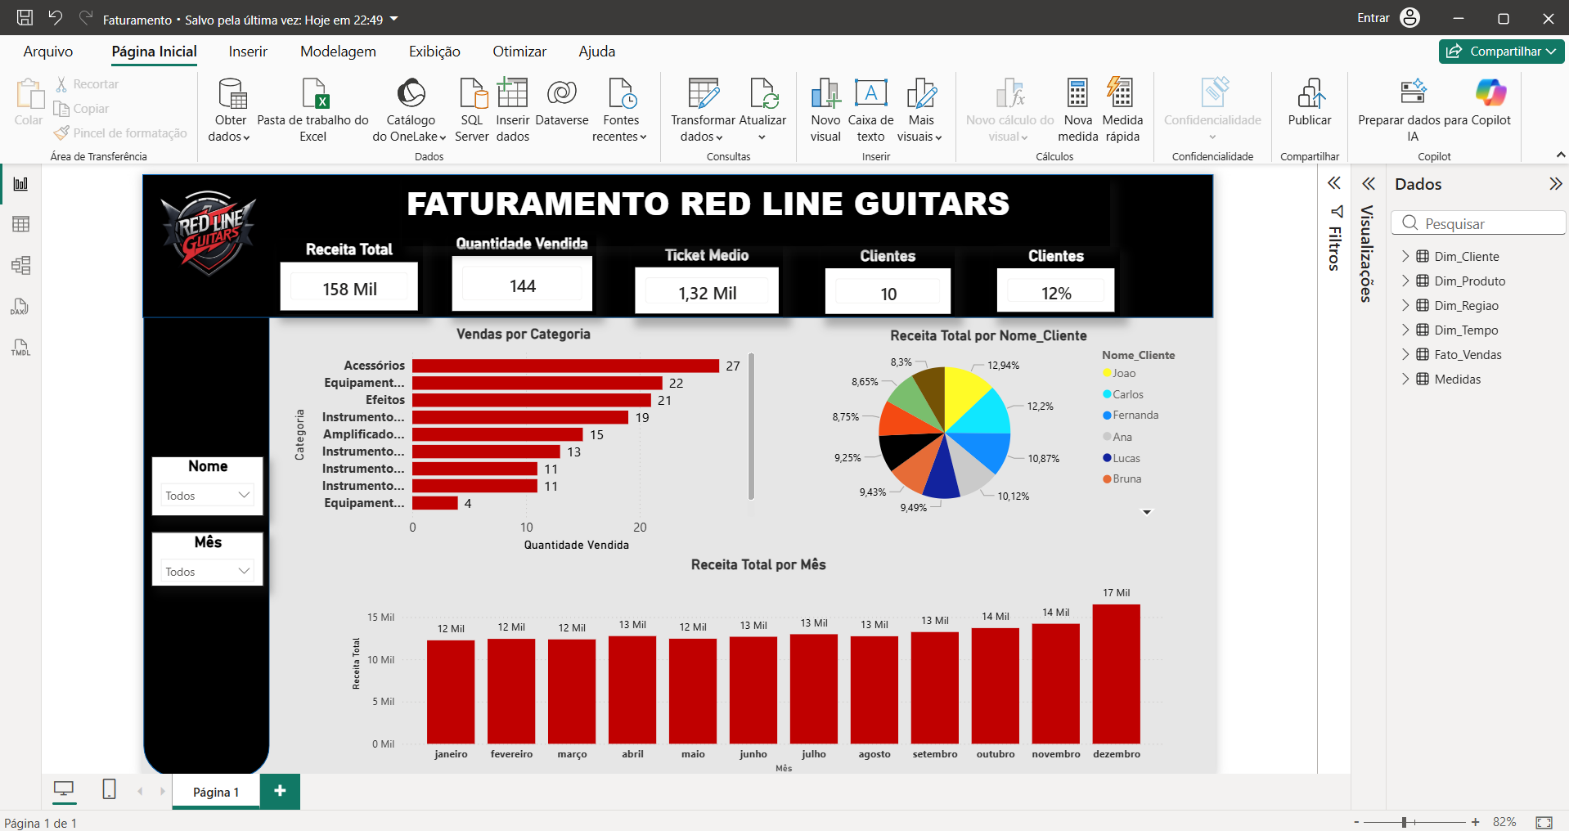 Faturamento • Salvo pela última vez: Hoje em 22:49
Entrar
Arquivo
Página Inicial
Inserir
Modelagem
Exibição
Otimizar
Ajuda
Compartilhar
Colar
Recortar
Copiar
Pincel de formatação
Área de Transferência
Obter dados
Pasta de trabalho do Excel
Catálogo do OneLake
SQL Server
Inserir dados
Dataverse
Fontes recentes
Dados
Transformar dados
Atualizar
Consultas
Novo visual
Caixa de texto
Mais visuais
Inserir
Novo cálculo do visual
Nova medida
Medida rápida
Cálculos
Confidencialidade
Confidencialidade
Publicar
Compartilhar
Preparar dados para IA
Copilot
Copilot
DAX
TMDL
RED LINE
GUITARS
FATURAMENTO RED LINE GUITARS
Receita Total
158 Mil
Quantidade Vendida
144
Ticket Medio
1,32 Mil
Clientes
10
Clientes
12%
Nome
Todos
Mês
Todos
Vendas por Categoria
Categoria
Acessórios 27
Equipament... 22
Efeitos 21
Instrumento... 19
Amplificado... 15
Instrumento... 13
Instrumento... 11
Instrumento... 11
Equipament... 4
0 10 20
Quantidade Vendida
Receita Total por Nome_Cliente
12,94%
12,2%
10,87%
10,12%
9,49%
9,43%
9,25%
8,75%
8,65%
8,3%
Nome_Cliente
Joao
Carlos
Fernanda
Ana
Lucas
Bruna
Receita Total por Mês
Receita Total
15 Mil
10 Mil
5 Mil
0 Mil
12 Mil 12 Mil 12 Mil 13 Mil 12 Mil 13 Mil 13 Mil 13 Mil 13 Mil 14 Mil 14 Mil 17 Mil
janeiro fevereiro março abril maio junho julho agosto setembro outubro novembro dezembro
Mês
Filtros
Visualizações
Dados
Pesquisar
Dim_Cliente
Dim_Produto
Dim_Regiao
Dim_Tempo
Fato_Vendas
Medidas
Página 1
Página 1 de 1
82%